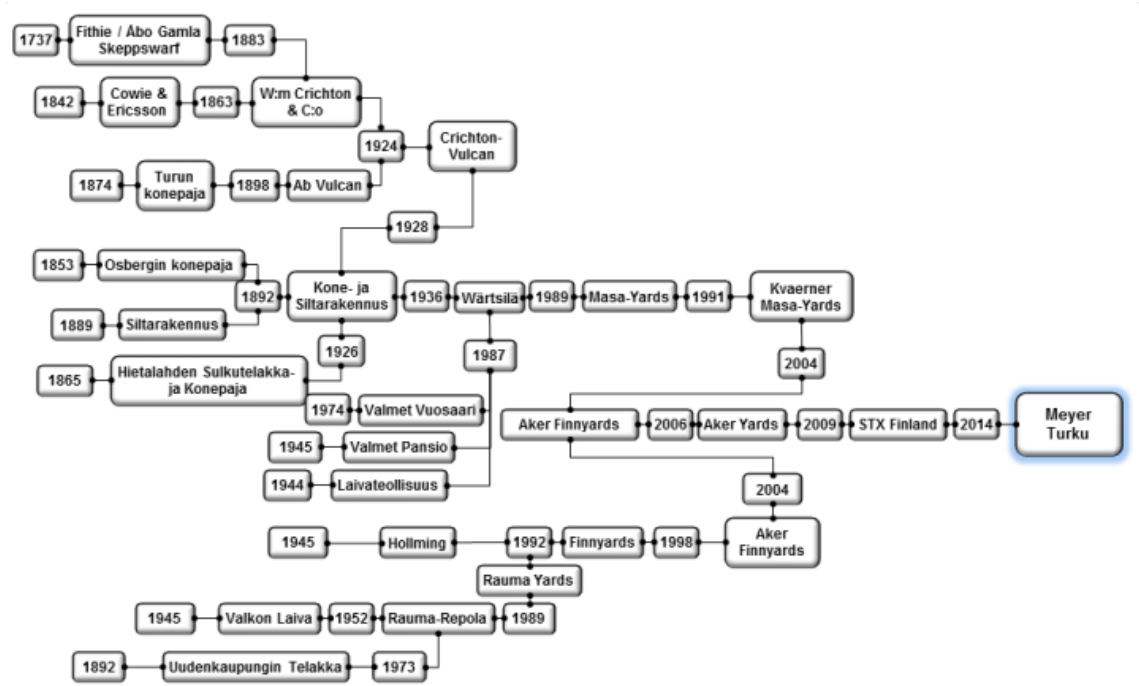 1737
Fithie / Åbo Gamla
Skeppswarf
1883
1842
Cowie &
Ericsson
1863
W:m Crichton
& C:o
1924
Crichton-
Vulcan
1874
Turun
konepaja
1898
Ab Vulcan
1928
1853
Osbergin konepaja
1892
1889
Siltarakennus
Kone- ja
Siltarakennus
1936
Wärtsilä
1989
Masa-Yards
1991
Kvaerner
Masa-Yards
1926
1987
2004
1865
Hietalahden Sulkutelakka-
ja Konepaja
1974
Valmet Vuosaari
1945
Valmet Pansio
1944
Laivateollisuus
Aker Finnyards
2006
Aker Yards
2009
STX Finland
2014
Meyer
Turku
2004
1945
Hollming
1992
Finnyards
1998
Aker
Finnyards
Rauma Yards
1945
Valkon Laiva
1952
Rauma-Repola
1989
1892
Uudenkaupungin Telakka
1973